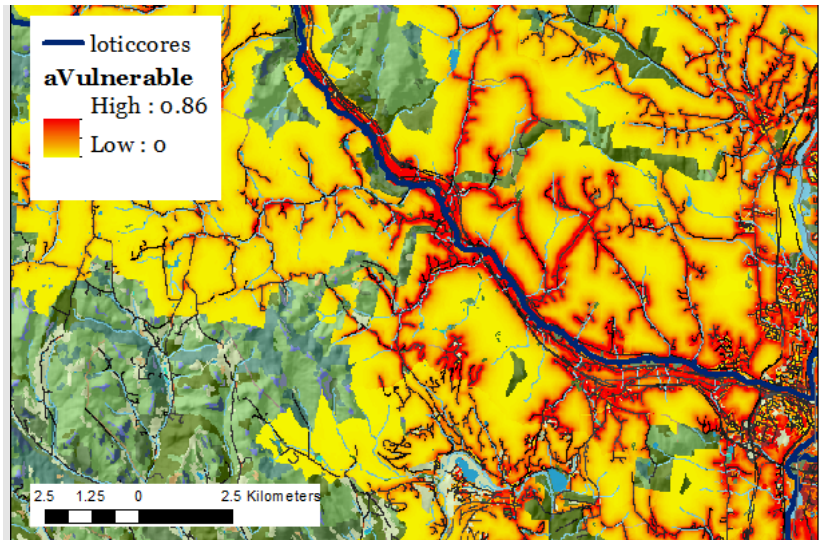 loticcores
aVulnerable
High : 0.86
Low : 0
2.5 1.25 0 2.5 Kilometers